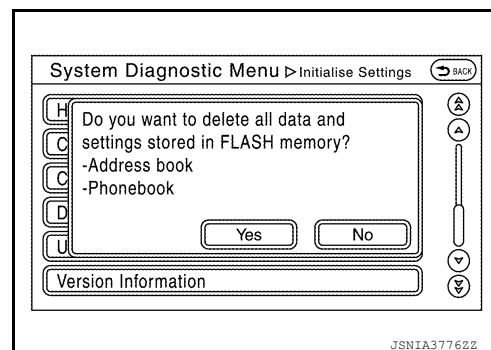 System Diagnostic Menu ▷ Initialise Settings
BACK
H
Do you want to delete all data and
C
settings stored in FLASH memory?
C
-Address book
-Phonebook
D
U
Yes
No
Version Information
JSNIA3776ZZ